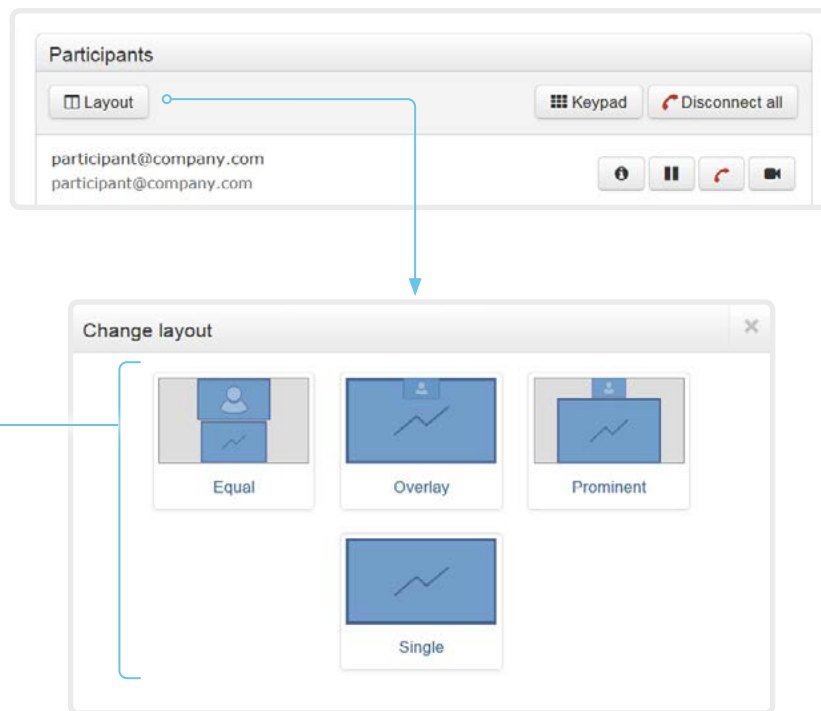 Participants
Layout
Keypad
Disconnect all
participant@company.com
participant@company.com
Change layout
Equal
Overlay
Prominent
Single